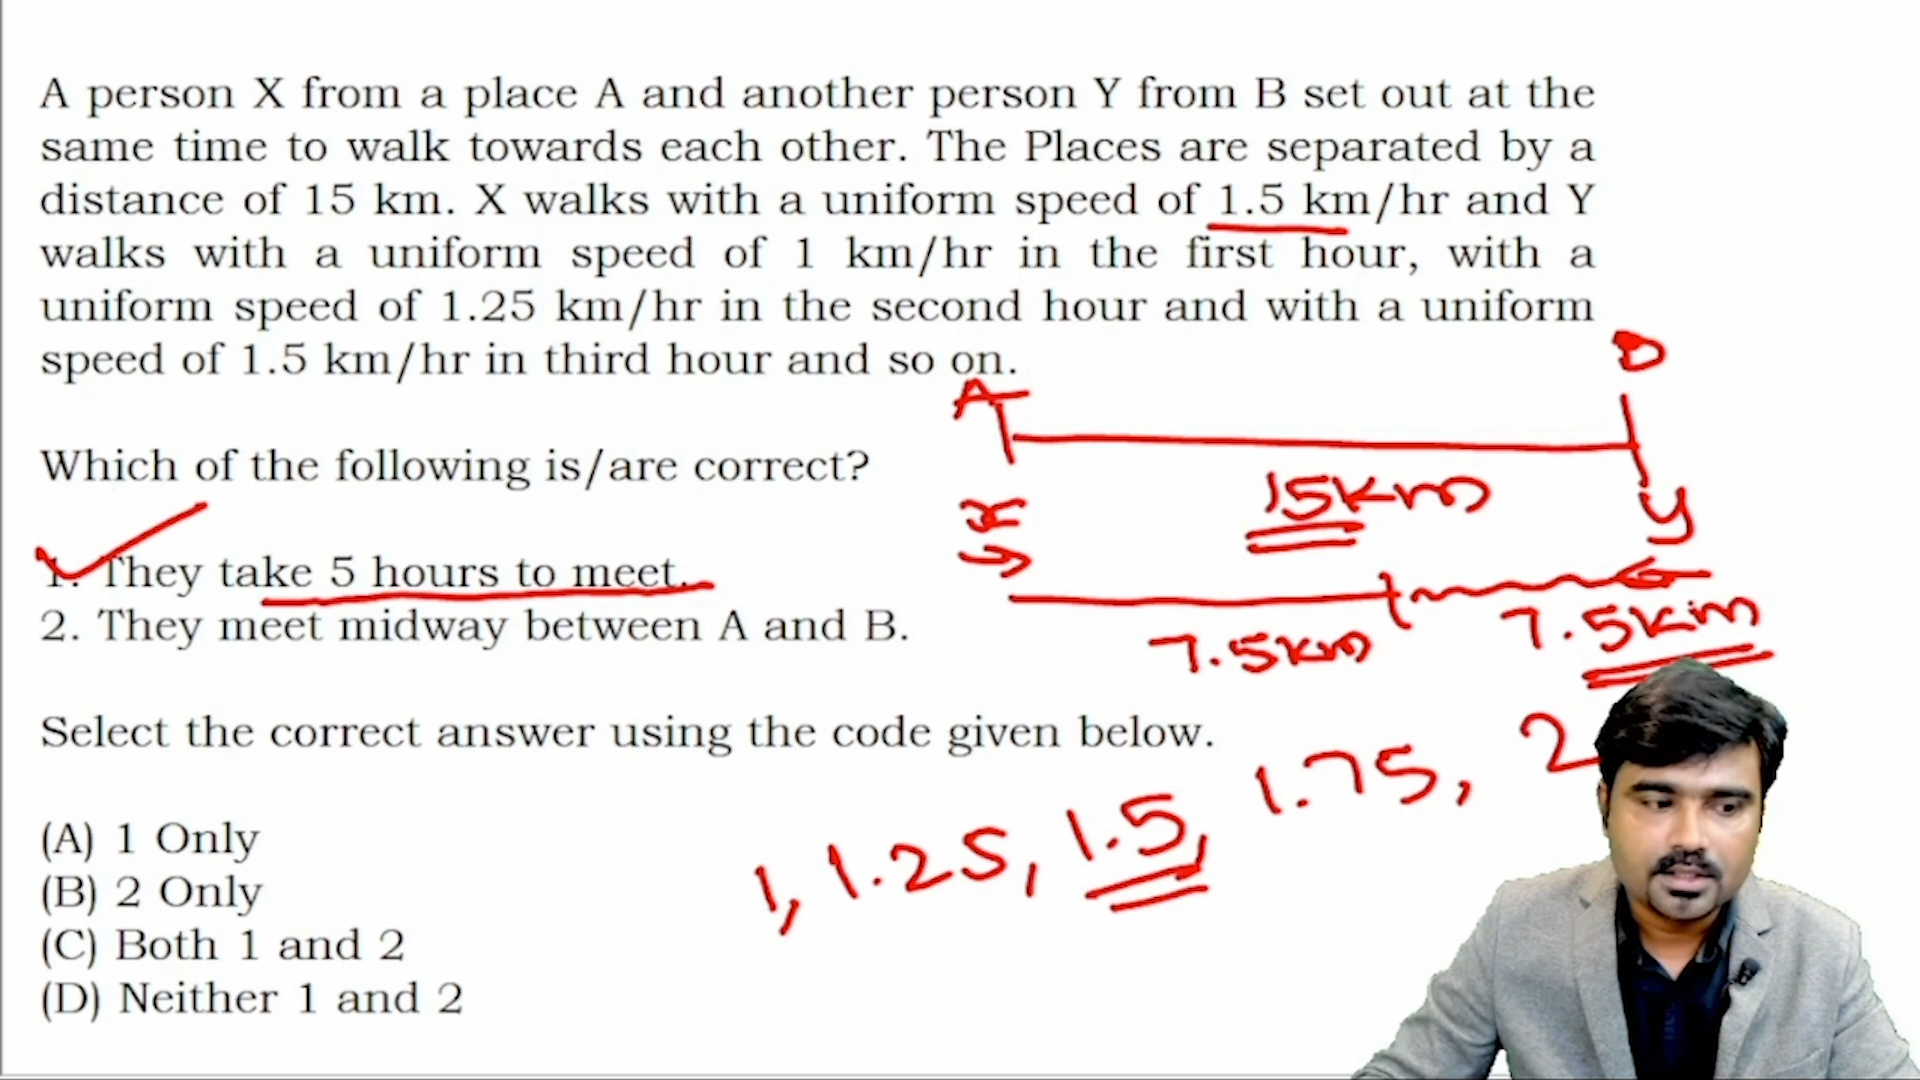 A person X from a place A and another person Y from B set out at the
same time to walk towards each other. The Places are separated by a
distance of 15 km. X walks with a uniform speed of 1.5 km/hr and Y
walks with a uniform speed of 1 km/hr in the first hour, with a
uniform speed of 1.25 km/hr in the second hour and with a uniform
speed of 1.5 km/hr in third hour and so on.
A
Which of the following is/are correct?
15km
x
y
1. They take 5 hours to meet.
2. They meet midway between A and B.
7.5km
7.5km
Select the correct answer using the code given below.
1, 1.25, 1.5, 1.75, 2
(A) 1 Only
(B) 2 Only
(C) Both 1 and 2
(D) Neither 1 and 2